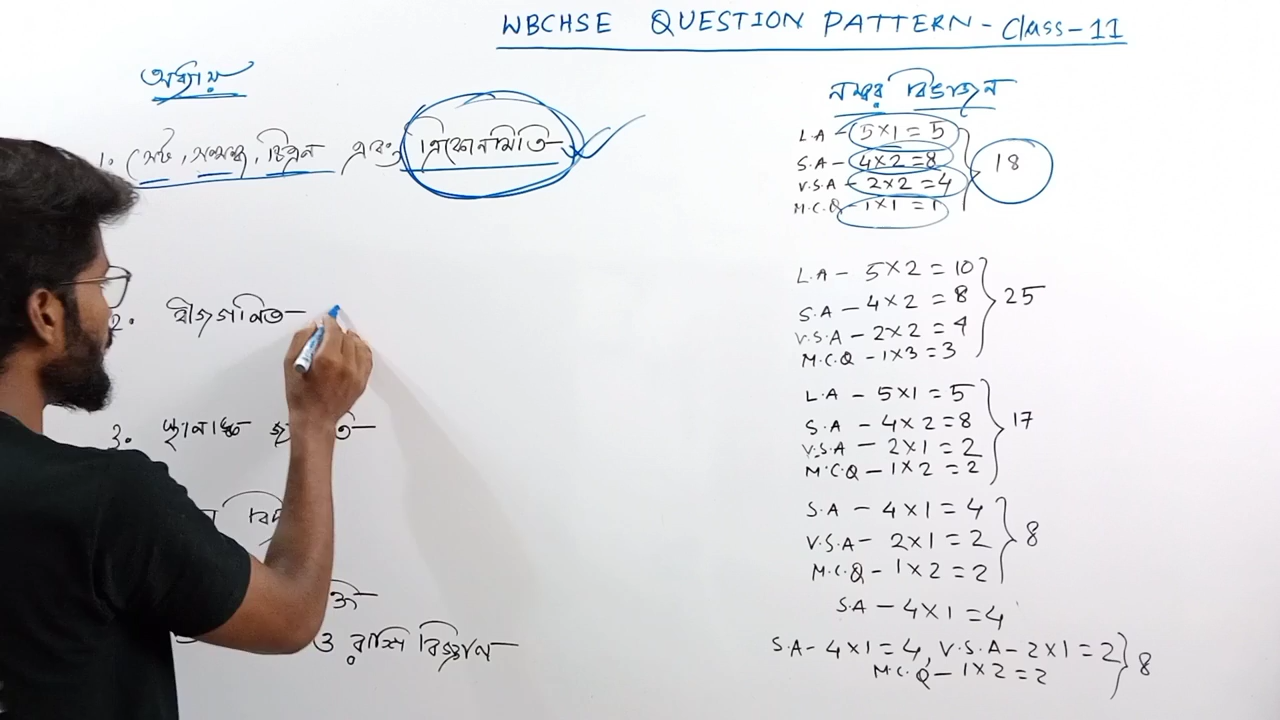 WBCHSE QUESTION PATTERN - Class-11
অধ্যায়
নম্বর বিভাজন
1. সেট, সম্বন্ধ, চিত্রন এবং ত্রিকোনমিতি
L.A - 5×1 = 5
S.A - 4×2 = 8
V.S.A - 2×2 = 4
M.C.Q - 1×1 = 1
18
2. বীজগনিত -
L.A - 5×2 = 10
S.A - 4×2 = 8
V.S.A - 2×2 = 4
M.C.Q - 1×3 = 3
25
3. স্থানাঙ্ক
L.A - 5×1 = 5
S.A - 4×2 = 8
V.S.A - 2×1 = 2
M.C.Q - 1×2 = 2
17
S.A - 4×1 = 4
V.S.A - 2×1 = 2
M.C.Q - 1×2 = 2
8
S.A - 4×1 = 4
ও রাশি বিজ্ঞান -
S.A - 4×1 = 4, V.S.A - 2×1 = 2
M.C.Q - 1×2 = 2
8